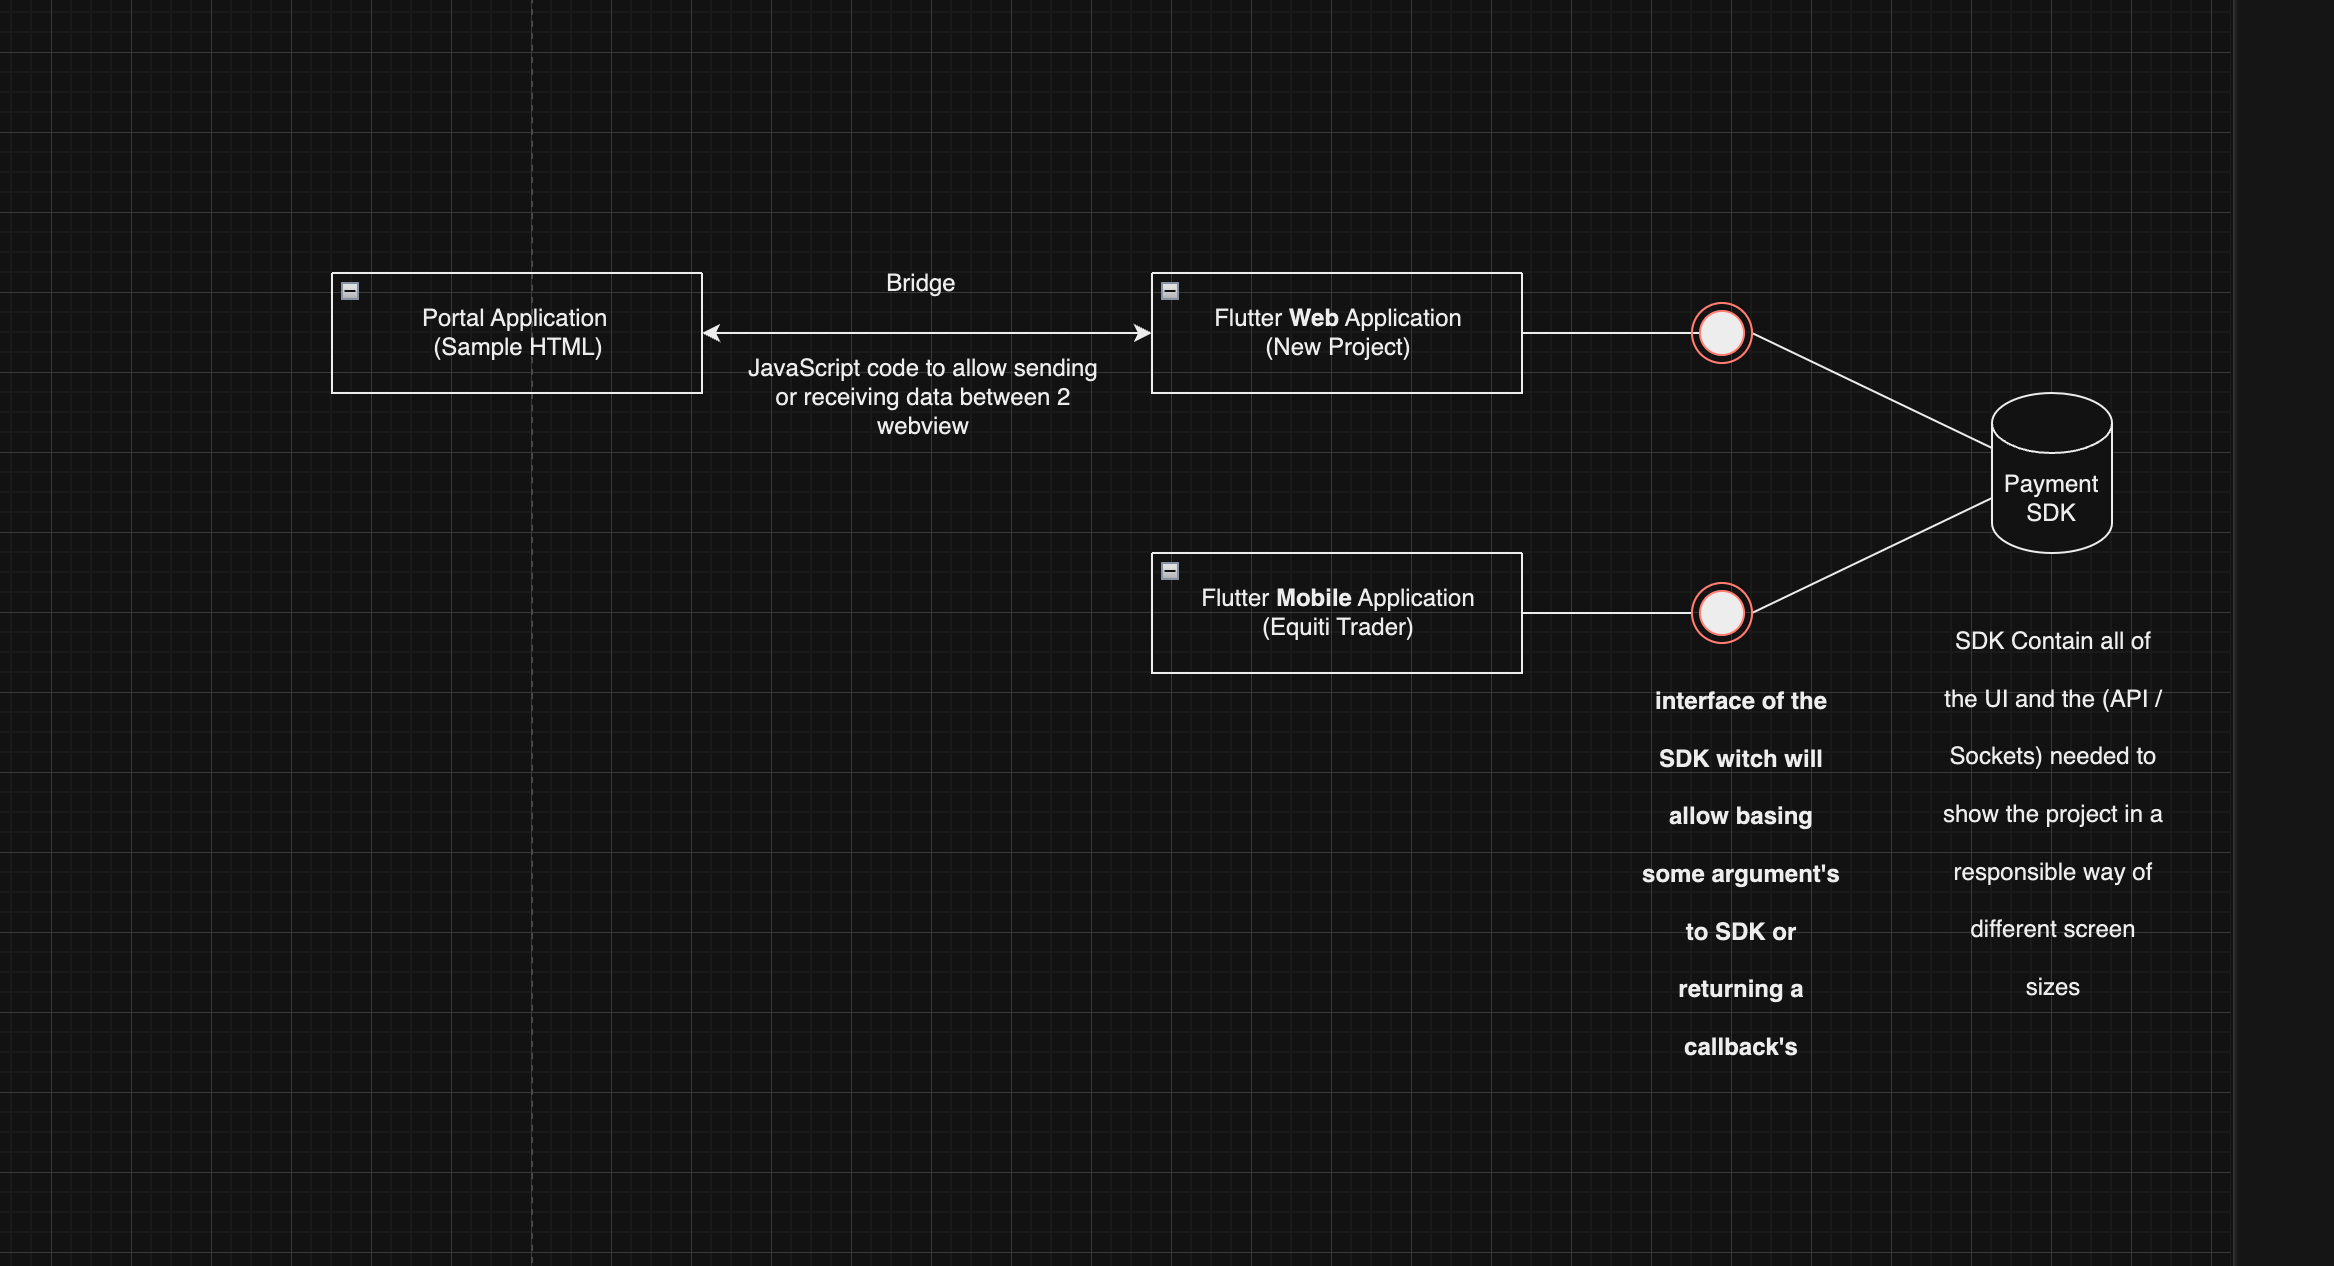 Portal Application
(Sample HTML)
Bridge
JavaScript code to allow sending
or receiving data between 2
webview
Flutter Web Application
(New Project)
Payment
SDK
Flutter Mobile Application
(Equiti Trader)
interface of the
SDK witch will
allow basing
some argument's
to SDK or
returning a
callback's
SDK Contain all of
the UI and the (API /
Sockets) needed to
show the project in a
responsible way of
different screen
sizes